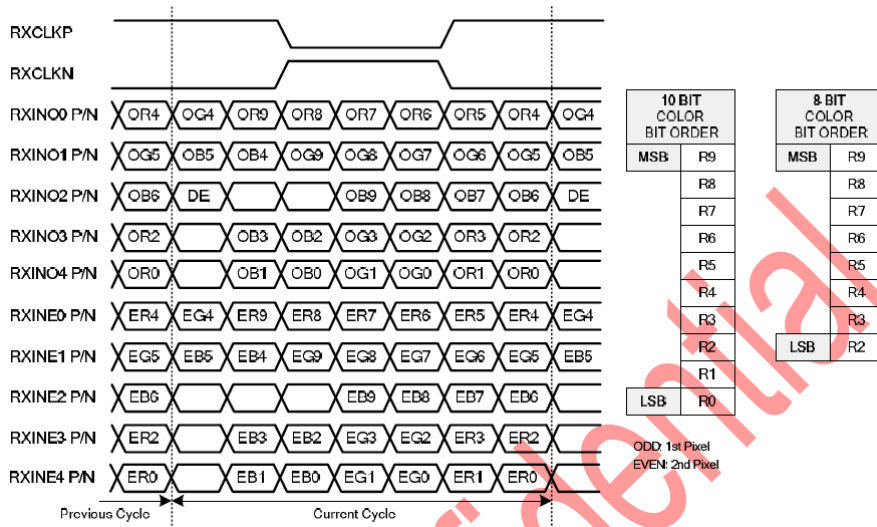 RXCLKP
RXCLKN
RXINO0 P/N OR4 OG4 OR9 OR8 OR7 OR6 OR5 OR4 OG4
RXINO1 P/N OG5 OB5 OB4 OG9 OG8 OG7 OG6 OG5 OB5
RXINO2 P/N OB6 DE OB9 OB8 OB7 OB6 DE
RXINO3 P/N OR2 OB3 OB2 OG3 OG2 OR3 OR2
RXINO4 P/N OR0 OB1 OB0 OG1 OG0 OR1 OR0
RXINE0 P/N ER4 EG4 ER9 ER8 ER7 ER6 ER5 ER4 EG4
RXINE1 P/N EG5 EB5 EB4 EG9 EG8 EG7 EG6 EG5 EB5
RXINE2 P/N EB6 EB9 EB8 EB7 EB6
RXINE3 P/N ER2 EB3 EB2 EG3 EG2 ER3 ER2
RXINE4 P/N ER0 EB1 EB0 EG1 EG0 ER1 ER0
Previous Cycle Current Cycle
10 BIT
COLOR
BIT ORDER
MSB R9
R8
R7
R6
R5
R4
R3
R2
R1
LSB R0
8 BIT
COLOR
BIT ORDER
MSB R9
R8
R7
R6
R5
R4
R3
LSB R2
ODD: 1st Pixel
EVEN: 2nd Pixel
fidential